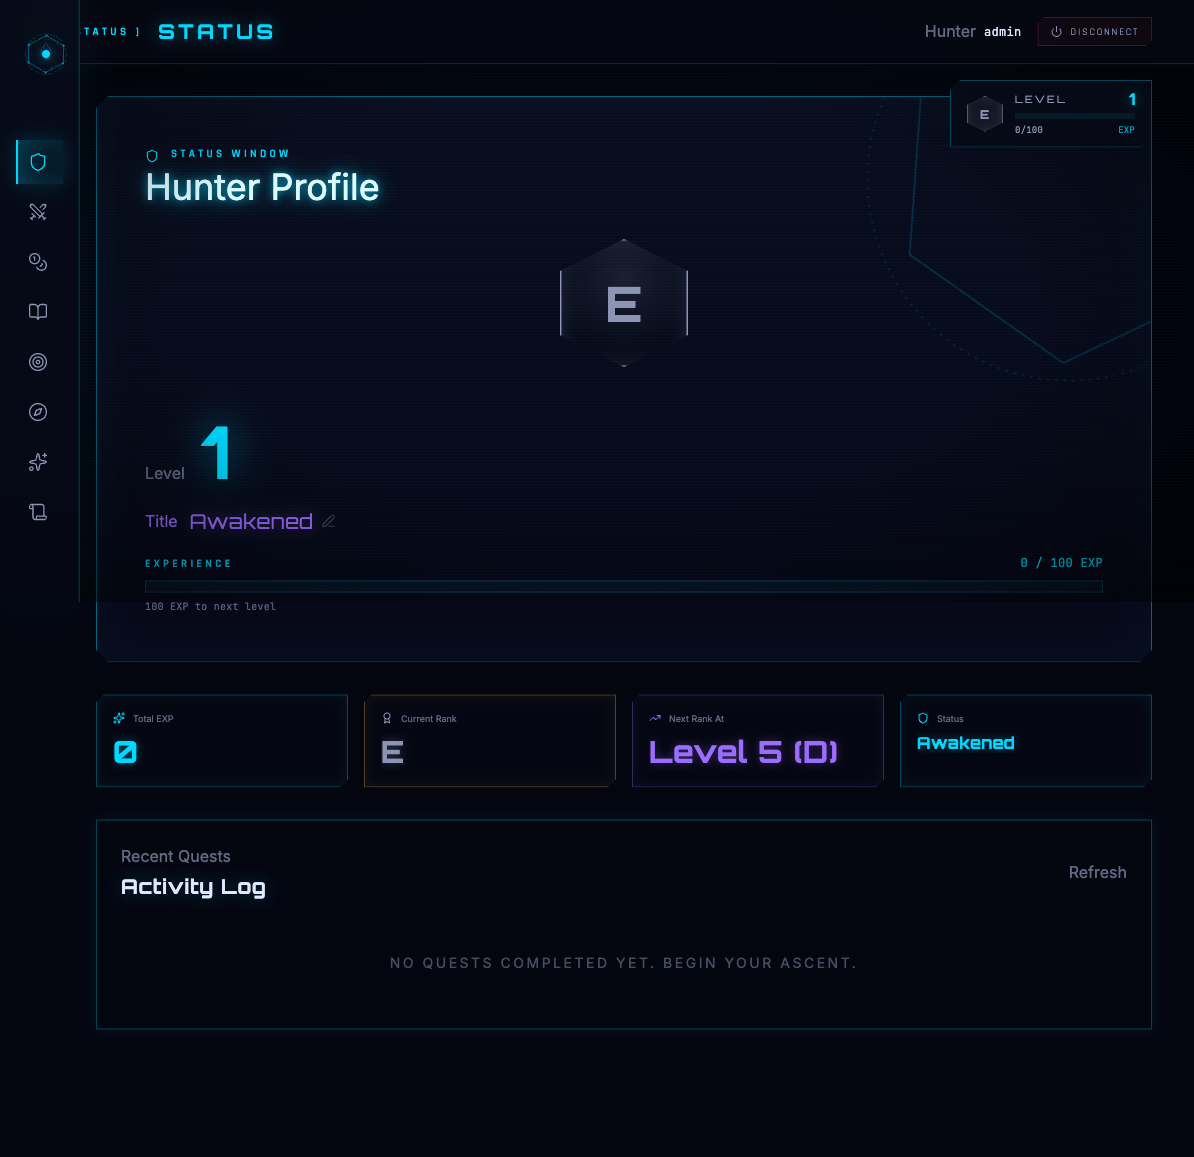 TATUS ]
STATUS
Hunter admin
DISCONNECT
E
LEVEL
1
0/100
EXP
STATUS WINDOW
Hunter Profile
E
Level 1
Title Awakened
EXPERIENCE
0 / 100 EXP
100 EXP to next level
Total EXP
0
Current Rank
E
Next Rank At
Level 5 (D)
Status
Awakened
Recent Quests
Activity Log
Refresh
NO QUESTS COMPLETED YET. BEGIN YOUR ASCENT.